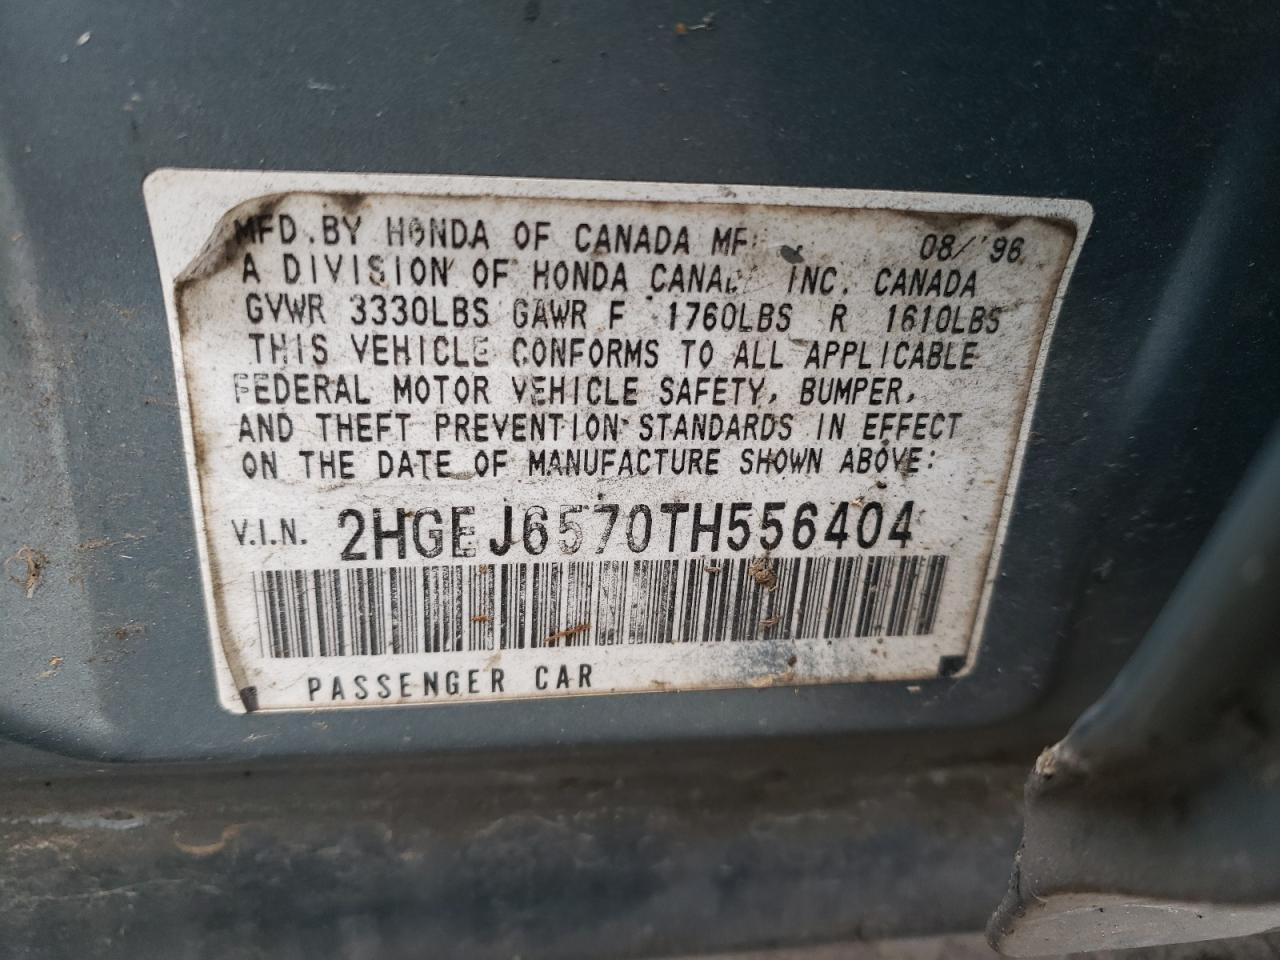 MFD. BY HONDA OF CANADA 08/'96
A DIVISION OF HONDA INC. CANADA
GVWR 3330LBS GAWR F 1760LBS R 1610LBS
THIS VEHICLE CONFORMS TO ALL APPLICABLE
FEDERAL MOTOR VEHICLE SAFETY, BUMPER,
AND THEFT PREVENTION STANDARDS IN EFFECT
ON THE DATE OF MANUFACTURE SHOWN ABOVE:
V.I.N. 2HGEJ6570TH556404
PASSENGER CAR